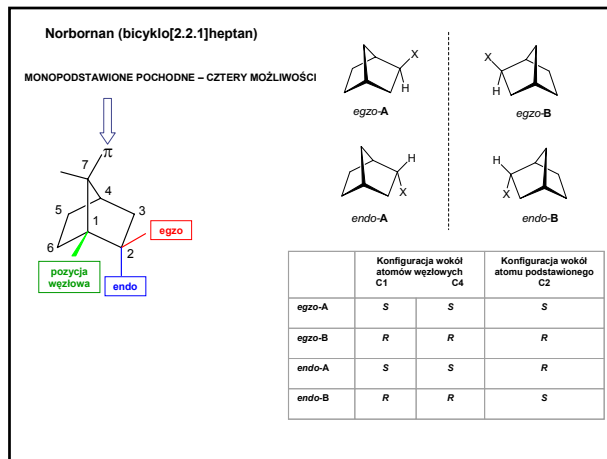 Norbornan (bicyklo[2.2.1]heptan)
MONOPODSTAWIONE POCHODNE – CZTERY MOŻLIWOŚCI
π
7
4
5
3
1
egzo
6
2
pozycja
węzłowa
endo
X
H
egzo-A
X
H
egzo-B
H
X
endo-A
H
X
endo-B
Konfiguracja wokół
atomów węzłowych
C1 C4
Konfiguracja wokół
atomu podstawionego
C2
egzo-A S S S
egzo-B R R R
endo-A S S R
endo-B R R S